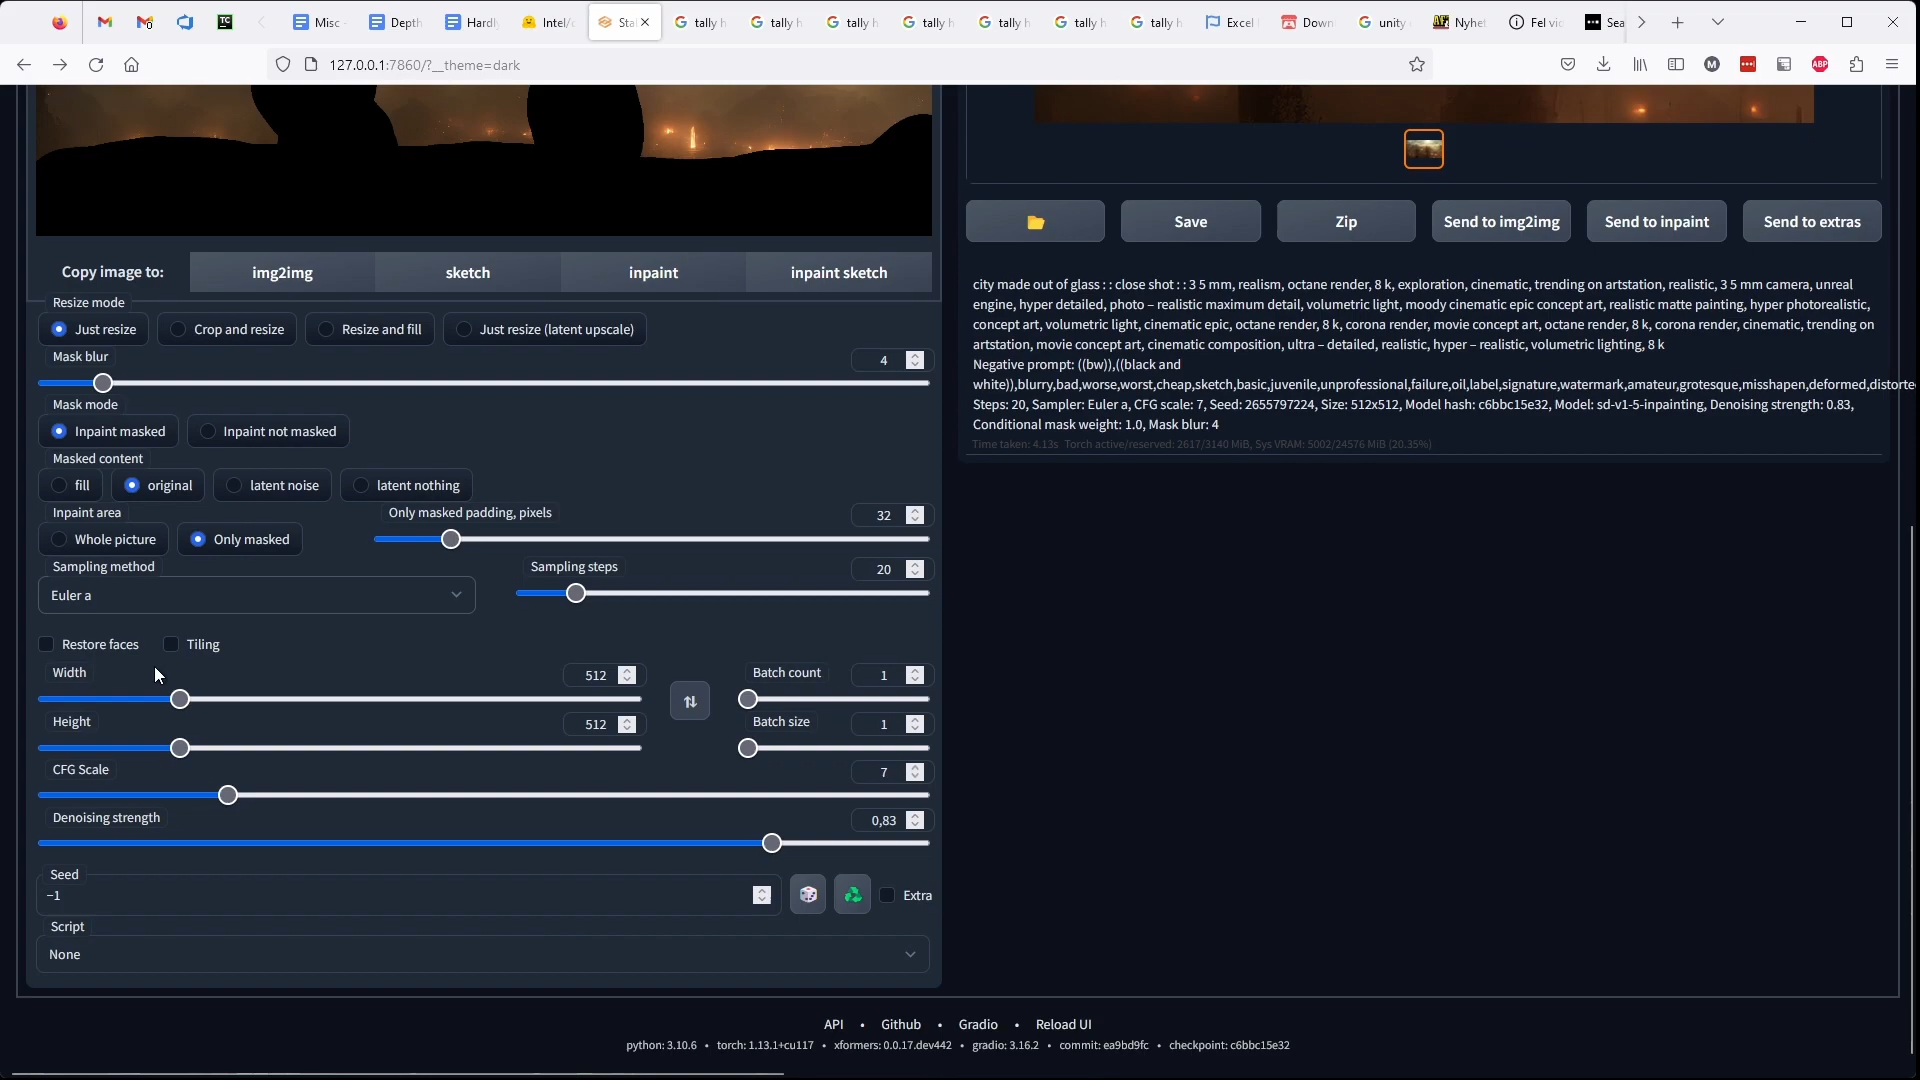 Misc
Depth
Hardl
Intel/
Sta
tally h
tally h
tally h
tally h
tally h
tally h
tally h
Excel
Down
unity
Nyhet
Fel vid
Sea
127.0.0.1:7860/?__theme=dark
Copy image to:
img2img
sketch
inpaint
inpaint sketch
Resize mode
Just resize
Crop and resize
Resize and fill
Just resize (latent upscale)
Mask blur
4
Mask mode
Inpaint masked
Inpaint not masked
Masked content
fill
original
latent noise
latent nothing
Inpaint area
Whole picture
Only masked
Only masked padding, pixels
32
Sampling method
Euler a
Sampling steps
20
Restore faces
Tiling
Width
512
Batch count
1
Height
512
Batch size
1
CFG Scale
7
Denoising strength
0,83
Seed
−1
Extra
Script
None
Save
Zip
Send to img2img
Send to inpaint
Send to extras
city made out of glass : : close shot : : 3 5 mm, realism, octane render, 8 k, exploration, cinematic, trending on artstation, realistic, 3 5 mm camera, unreal
engine, hyper detailed, photo – realistic maximum detail, volumetric light, moody cinematic epic concept art, realistic matte painting, hyper photorealistic,
concept art, volumetric light, cinematic epic, octane render, 8 k, corona render, movie concept art, octane render, 8 k, corona render, cinematic, trending on
artstation, movie concept art, cinematic composition, ultra – detailed, realistic, hyper – realistic, volumetric lighting, 8 k
Negative prompt: ((bw)),((black and
white)),blurry,bad,worse,worst,cheap,sketch,basic,juvenile,unprofessional,failure,oil,label,signature,watermark,amateur,grotesque,misshapen,deformed,distorte
Steps: 20, Sampler: Euler a, CFG scale: 7, Seed: 2655797224, Size: 512x512, Model hash: c6bbc15e32, Model: sd-v1-5-inpainting, Denoising strength: 0.83,
Conditional mask weight: 1.0, Mask blur: 4
Time taken: 4.13s Torch active/reserved: 2617/3140 MiB, Sys VRAM: 5002/24576 MiB (20.35%)
API • Github • Gradio • Reload UI
python: 3.10.6 • torch: 1.13.1+cu117 • xformers: 0.0.17.dev442 • gradio: 3.16.2 • commit: ea9bd9fc • checkpoint: c6bbc15e32